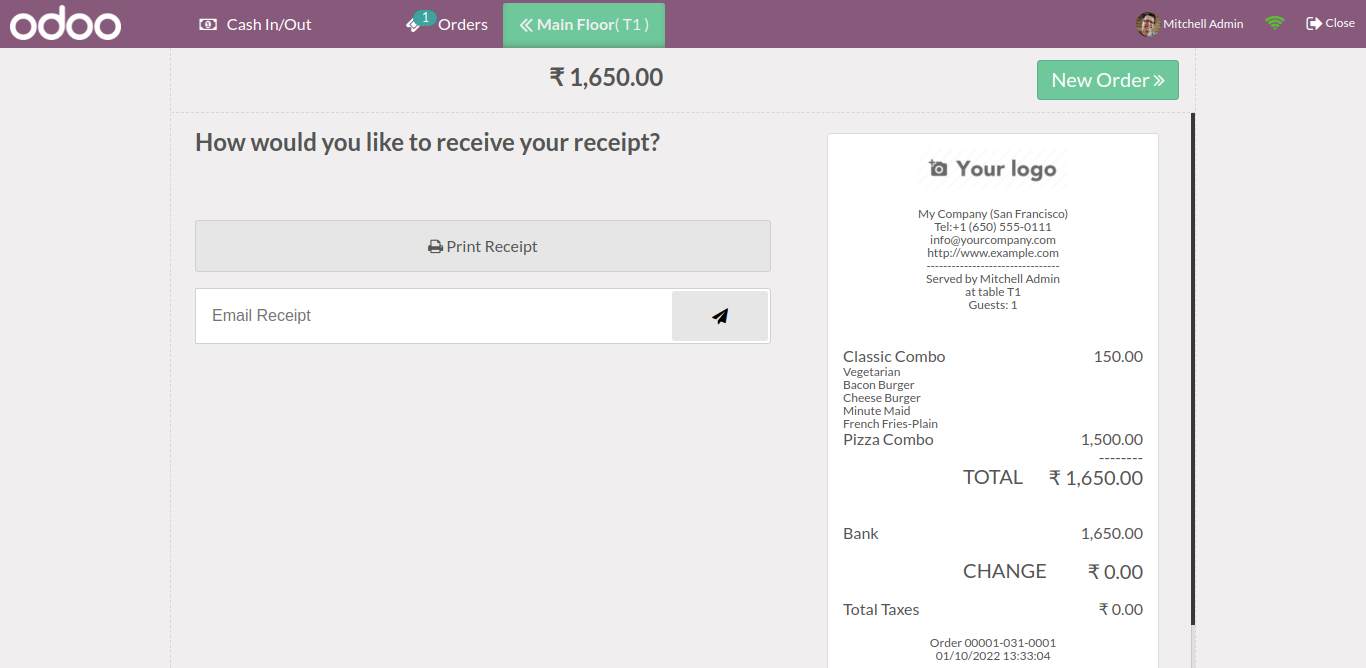 odoo
Cash In/Out
1
Orders
Main Floor( T1 )
Mitchell Admin
Close
₹ 1,650.00
New Order
How would you like to receive your receipt?
Print Receipt
Email Receipt
Your logo
My Company (San Francisco)
Tel:+1 (650) 555-0111
info@yourcompany.com
http://www.example.com
--------------------------------
Served by Mitchell Admin
at table T1
Guests: 1
Classic Combo 150.00
Vegetarian
Bacon Burger
Cheese Burger
Minute Maid
French Fries-Plain
Pizza Combo 1,500.00
--------
TOTAL ₹ 1,650.00
Bank 1,650.00
CHANGE ₹ 0.00
Total Taxes ₹ 0.00
Order 00001-031-0001
01/10/2022 13:33:04